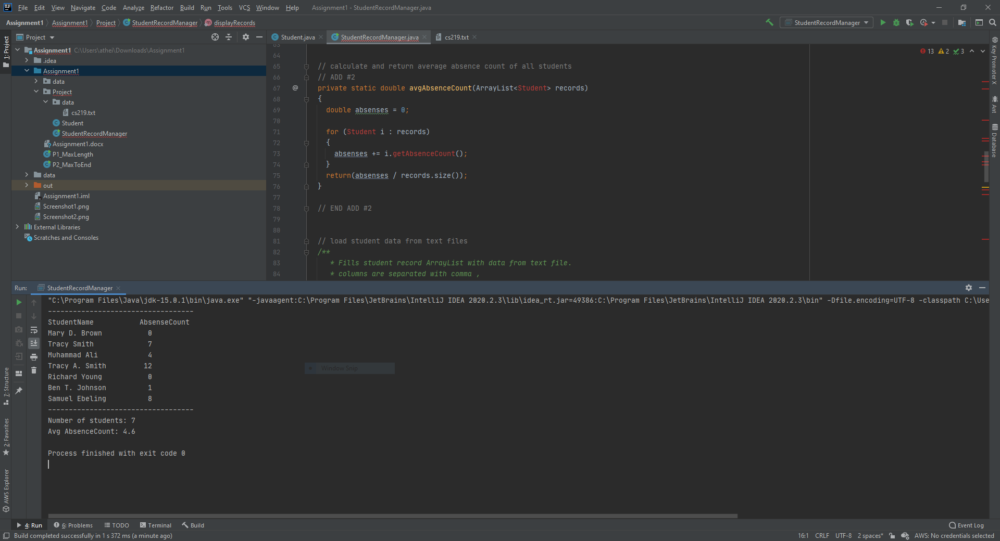 File Edit View Navigate Code Analyze Refactor Build Run Tools VCS Window Help Assignment1 - StudentRecordManager.java
Assignment1 Assignment1 Project StudentRecordManager displayRecords StudentRecordManager
1: Project
Project
Assignment1 C:\Users\athei\Downloads\Assignment1
.idea
Assignment1
data
Project
data
cs219.txt
Student
StudentRecordManager
Assignment1.docx
P1_MaxLength
P2_MaxToEnd
data
out
Assignment1.iml
Screenshot1.png
Screenshot2.png
External Libraries
Scratches and Consoles
Student.java StudentRecordManager.java cs219.txt
13 2 3
63
64
65 // calculate and return average absence count of all students
66 // ADD #2
67 @ private static double avgAbsenceCount(ArrayList<Student> records)
68 {
69 double absenses = 0;
70
71 for (Student i : records)
72 {
73 absenses += i.getAbsenceCount();
74 }
75 return(absenses / records.size());
76 }
77
78 // END ADD #2
79
80
81 // load student data from text files
82 /**
83 * Fills student record ArrayList with data from text file.
84 * columns are separated with comma ,
Key Promoter X
Ant
Database
Run: StudentRecordManager
"C:\Program Files\Java\jdk-15.0.1\bin\java.exe" "-javaagent:C:\Program Files\JetBrains\IntelliJ IDEA 2020.2.3\lib\idea_rt.jar=49386:C:\Program Files\JetBrains\IntelliJ IDEA 2020.2.3\bin" -Dfile.encoding=UTF-8 -classpath C:\Use
-----------------------------------
StudentName AbsenseCount
Mary D. Brown 0
Tracy Smith 7
Muhammad Ali 4
Tracy A. Smith 12
Richard Young 0
Ben T. Johnson 1
Samuel Ebeling 8
-----------------------------------
Number of students: 7
Avg AbsenceCount: 4.6
Process finished with exit code 0
Window Snip
7: Structure
2: Favorites
AWS Explorer
4: Run 6: Problems TODO Terminal Build Event Log
Build completed successfully in 1 s 372 ms (a minute ago) 16:1 CRLF UTF-8 2 spaces* AWS: No credentials selected